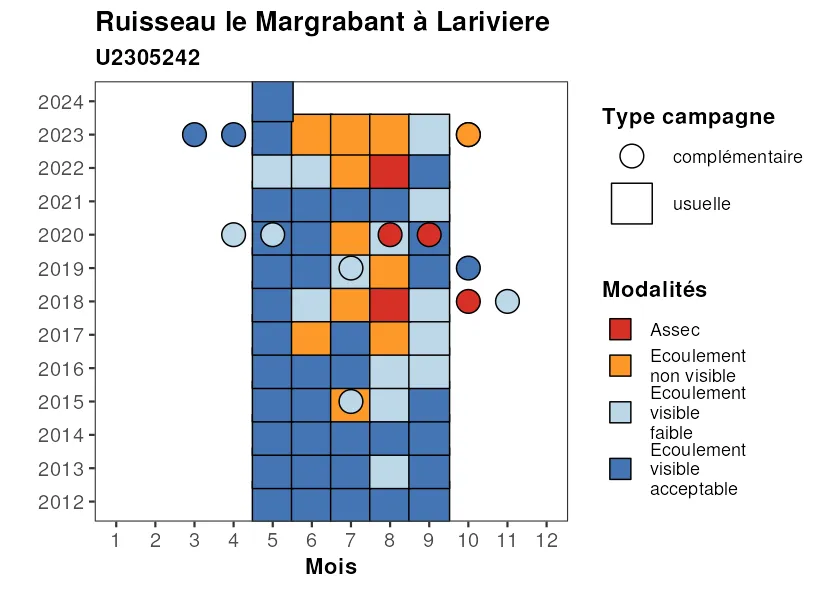 Ruisseau le Margrabant à Lariviere
U2305242
2024
2023
2022
2021
2020
2019
2018
2017
2016
2015
2014
2013
2012
1 2 3 4 5 6 7 8 9 10 11 12
Mois
Type campagne
complémentaire
usuelle
Modalités
Assec
Ecoulement
non visible
Ecoulement
visible
faible
Ecoulement
visible
acceptable